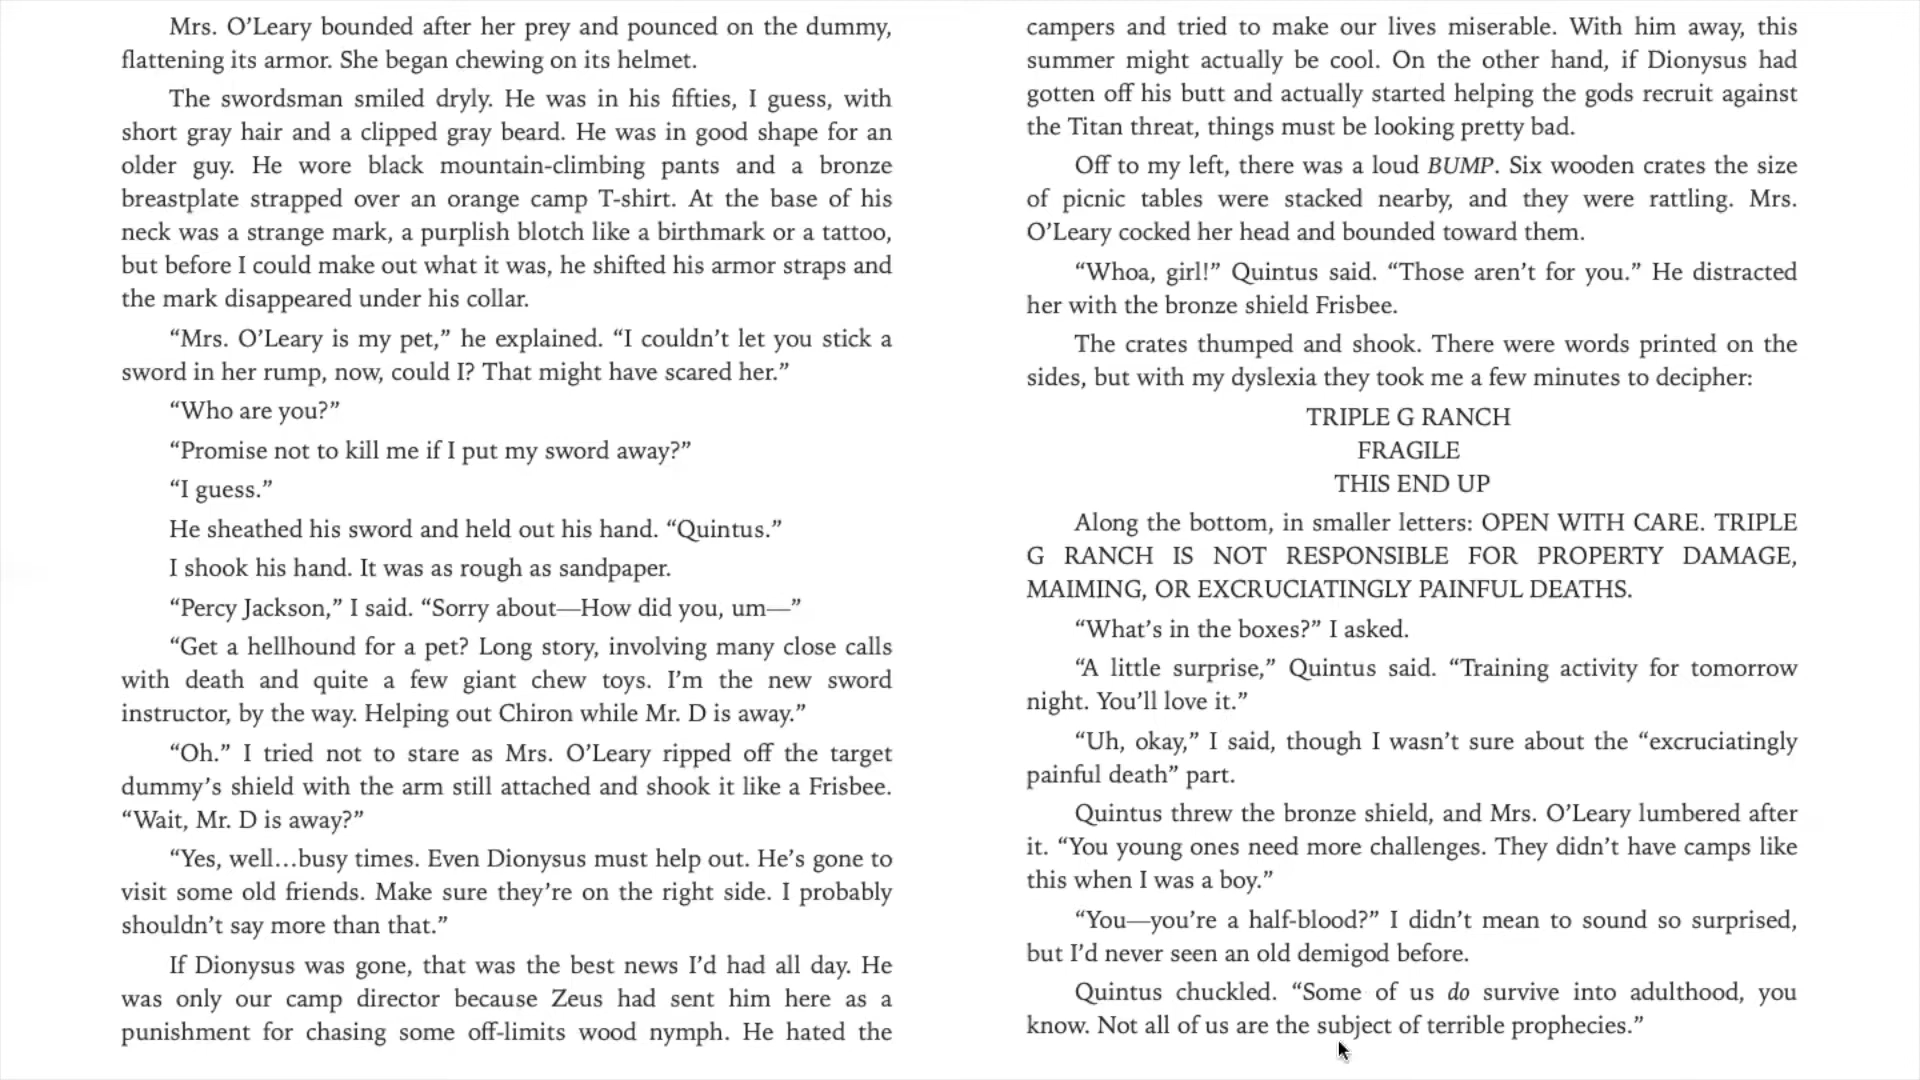 Mrs. O’Leary bounded after her prey and pounced on the dummy,
flattening its armor. She began chewing on its helmet.
The swordsman smiled dryly. He was in his fifties, I guess, with
short gray hair and a clipped gray beard. He was in good shape for an
older guy. He wore black mountain-climbing pants and a bronze
breastplate strapped over an orange camp T-shirt. At the base of his
neck was a strange mark, a purplish blotch like a birthmark or a tattoo,
but before I could make out what it was, he shifted his armor straps and
the mark disappeared under his collar.
“Mrs. O’Leary is my pet,” he explained. “I couldn’t let you stick a
sword in her rump, now, could I? That might have scared her.”
“Who are you?”
“Promise not to kill me if I put my sword away?”
“I guess.”
He sheathed his sword and held out his hand. “Quintus.”
I shook his hand. It was as rough as sandpaper.
“Percy Jackson,” I said. “Sorry about—How did you, um—”
“Get a hellhound for a pet? Long story, involving many close calls
with death and quite a few giant chew toys. I’m the new sword
instructor, by the way. Helping out Chiron while Mr. D is away.”
“Oh.” I tried not to stare as Mrs. O’Leary ripped off the target
dummy’s shield with the arm still attached and shook it like a Frisbee.
“Wait, Mr. D is away?”
“Yes, well…busy times. Even Dionysus must help out. He’s gone to
visit some old friends. Make sure they’re on the right side. I probably
shouldn’t say more than that.”
If Dionysus was gone, that was the best news I’d had all day. He
was only our camp director because Zeus had sent him here as a
punishment for chasing some off-limits wood nymph. He hated the
campers and tried to make our lives miserable. With him away, this
summer might actually be cool. On the other hand, if Dionysus had
gotten off his butt and actually started helping the gods recruit against
the Titan threat, things must be looking pretty bad.
Off to my left, there was a loud BUMP. Six wooden crates the size
of picnic tables were stacked nearby, and they were rattling. Mrs.
O’Leary cocked her head and bounded toward them.
“Whoa, girl!” Quintus said. “Those aren’t for you.” He distracted
her with the bronze shield Frisbee.
The crates thumped and shook. There were words printed on the
sides, but with my dyslexia they took me a few minutes to decipher:
TRIPLE G RANCH
FRAGILE
THIS END UP
Along the bottom, in smaller letters: OPEN WITH CARE. TRIPLE
G RANCH IS NOT RESPONSIBLE FOR PROPERTY DAMAGE,
MAIMING, OR EXCRUCIATINGLY PAINFUL DEATHS.
“What’s in the boxes?” I asked.
“A little surprise,” Quintus said. “Training activity for tomorrow
night. You’ll love it.”
“Uh, okay,” I said, though I wasn’t sure about the “excruciatingly
painful death” part.
Quintus threw the bronze shield, and Mrs. O’Leary lumbered after
it. “You young ones need more challenges. They didn’t have camps like
this when I was a boy.”
“You—you’re a half-blood?” I didn’t mean to sound so surprised,
but I’d never seen an old demigod before.
Quintus chuckled. “Some of us do survive into adulthood, you
know. Not all of us are the subject of terrible prophecies.”